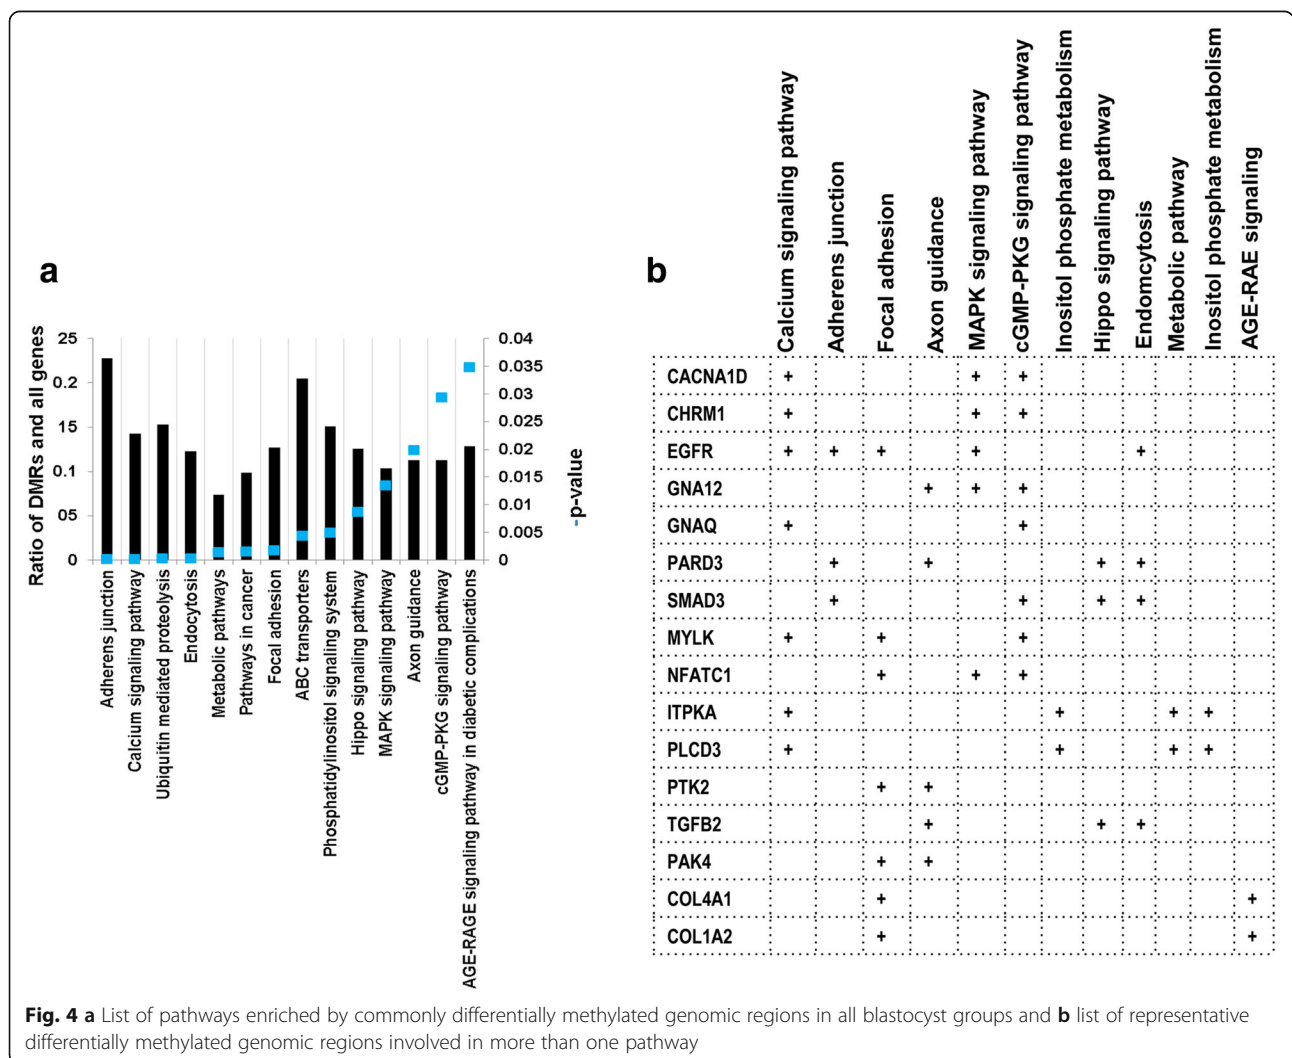 a
Ratio of DMRs and all genes
25
0.2
15
0.1
05
0
0.04
0.035
0.03
0.025
0.02
0.015
0.01
0.005
0
-p-value
Adherens junction
Calcium signaling pathway
Ubiquitin mediated proteolysis
Endocytosis
Metabolic pathways
Pathways in cancer
Focal adhesion
ABC transporters
Phosphatidylinositol signaling system
Hippo signaling pathway
MAPK signaling pathway
Axon guidance
cGMP-PKG signaling pathway
AGE-RAGE signaling pathway in diabetic complications
b
Calcium signaling pathway
Adherens junction
Focal adhesion
Axon guidance
MAPK signaling pathway
cGMP-PKG signaling pathway
Inositol phosphate metabolism
Hippo signaling pathway
Endomcytosis
Metabolic pathway
Inositol phosphate metabolism
AGE-RAE signaling
CACNA1D + + +
CHRM1 + + +
EGFR + + + + +
GNA12 + + +
GNAQ + +
PARD3 + + + +
SMAD3 + + + +
MYLK + + +
NFATC1 + + +
ITPKA + + + +
PLCD3 + + + +
PTK2 + +
TGFB2 + + +
PAK4 + +
COL4A1 + +
COL1A2 + +
Fig. 4 a List of pathways enriched by commonly differentially methylated genomic regions in all blastocyst groups and b list of representative
differentially methylated genomic regions involved in more than one pathway